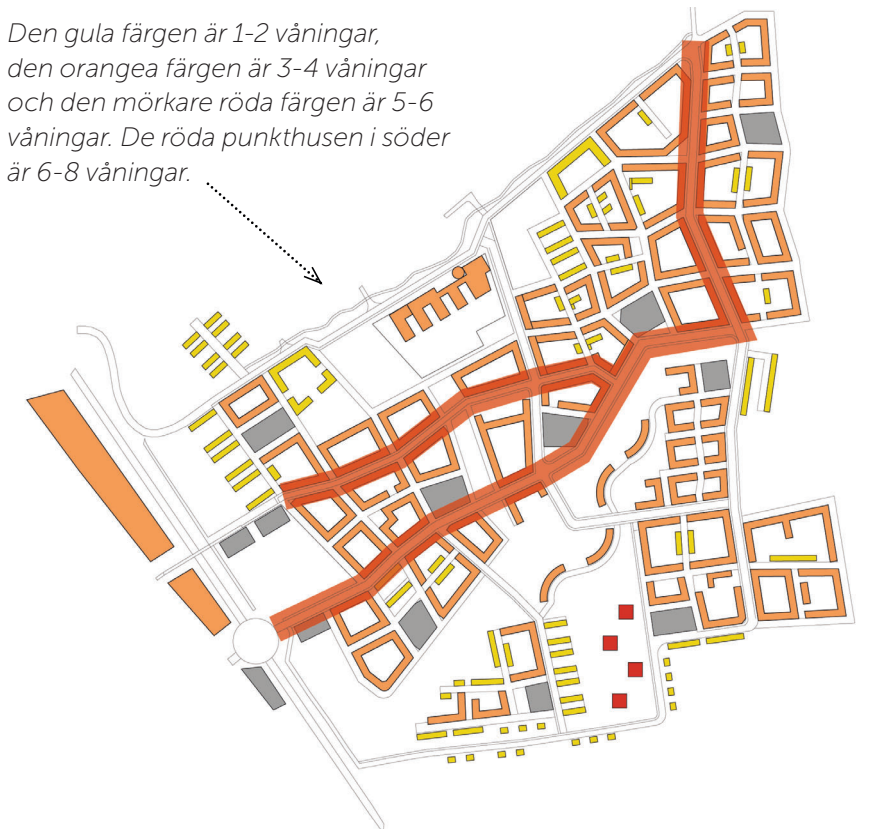 Den gula färgen är 1-2 våningar,
den orangea färgen är 3-4 våningar
och den mörkare röda färgen är 5-6
våningar. De röda punkthusen i söder
är 6-8 våningar.